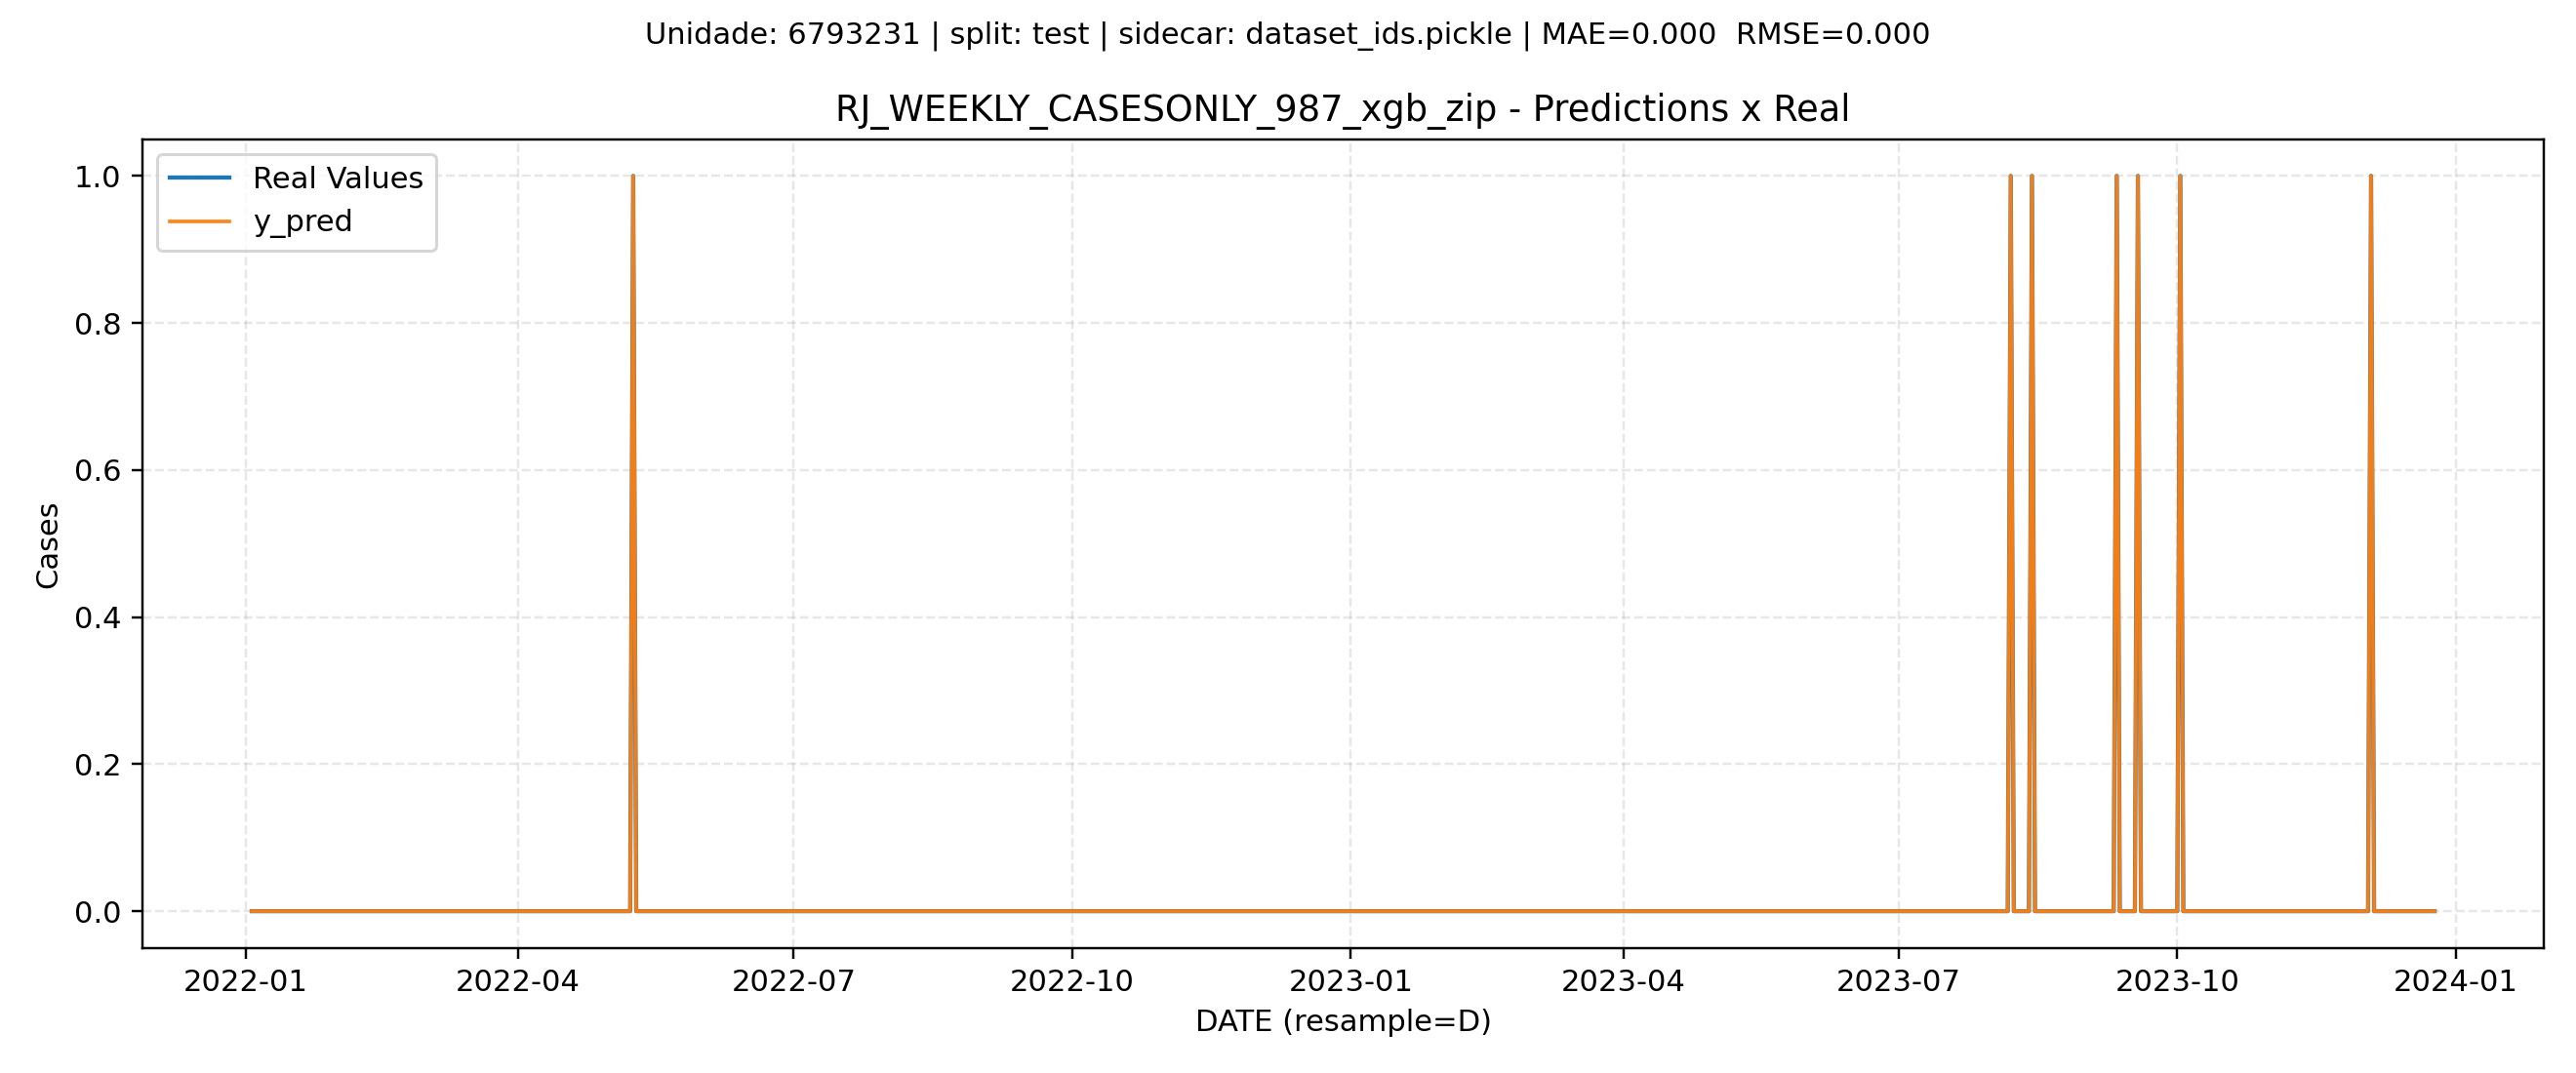 Unidade: 6793231 | split: test | sidecar: dataset_ids.pickle | MAE=0.000  RMSE=0.000
RJ_WEEKLY_CASESONLY_987_xgb_zip - Predictions x Real
Real Values
y_pred
1.0
0.8
0.6
0.4
0.2
0.0
Cases
2022-01 2022-04 2022-07 2022-10 2023-01 2023-04 2023-07 2023-10 2024-01
DATE (resample=D)